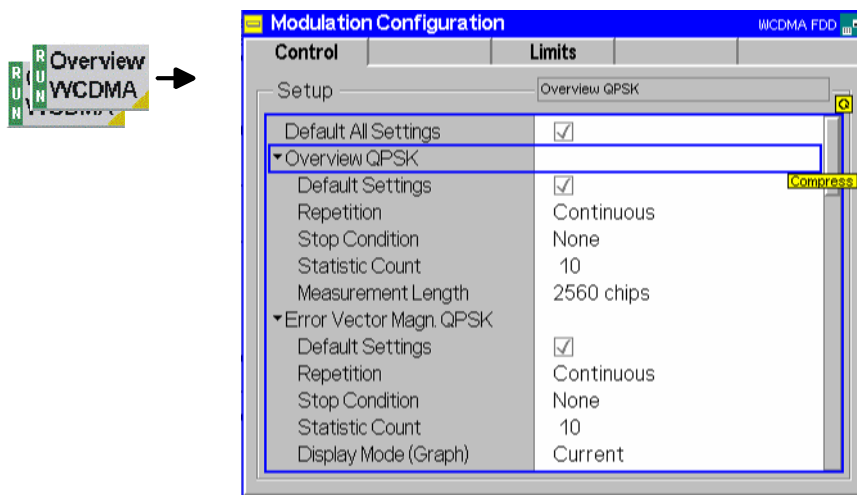 RUN
Overview
WCDMA
RUN
Modulation Configuration
WCDMA FDD
Control
Limits
Setup
Overview QPSK
Default All Settings
Overview QPSK
Compress
Default Settings
Repetition Continuous
Stop Condition None
Statistic Count 10
Measurement Length 2560 chips
Error Vector Magn. QPSK
Default Settings
Repetition Continuous
Stop Condition None
Statistic Count 10
Display Mode (Graph) Current